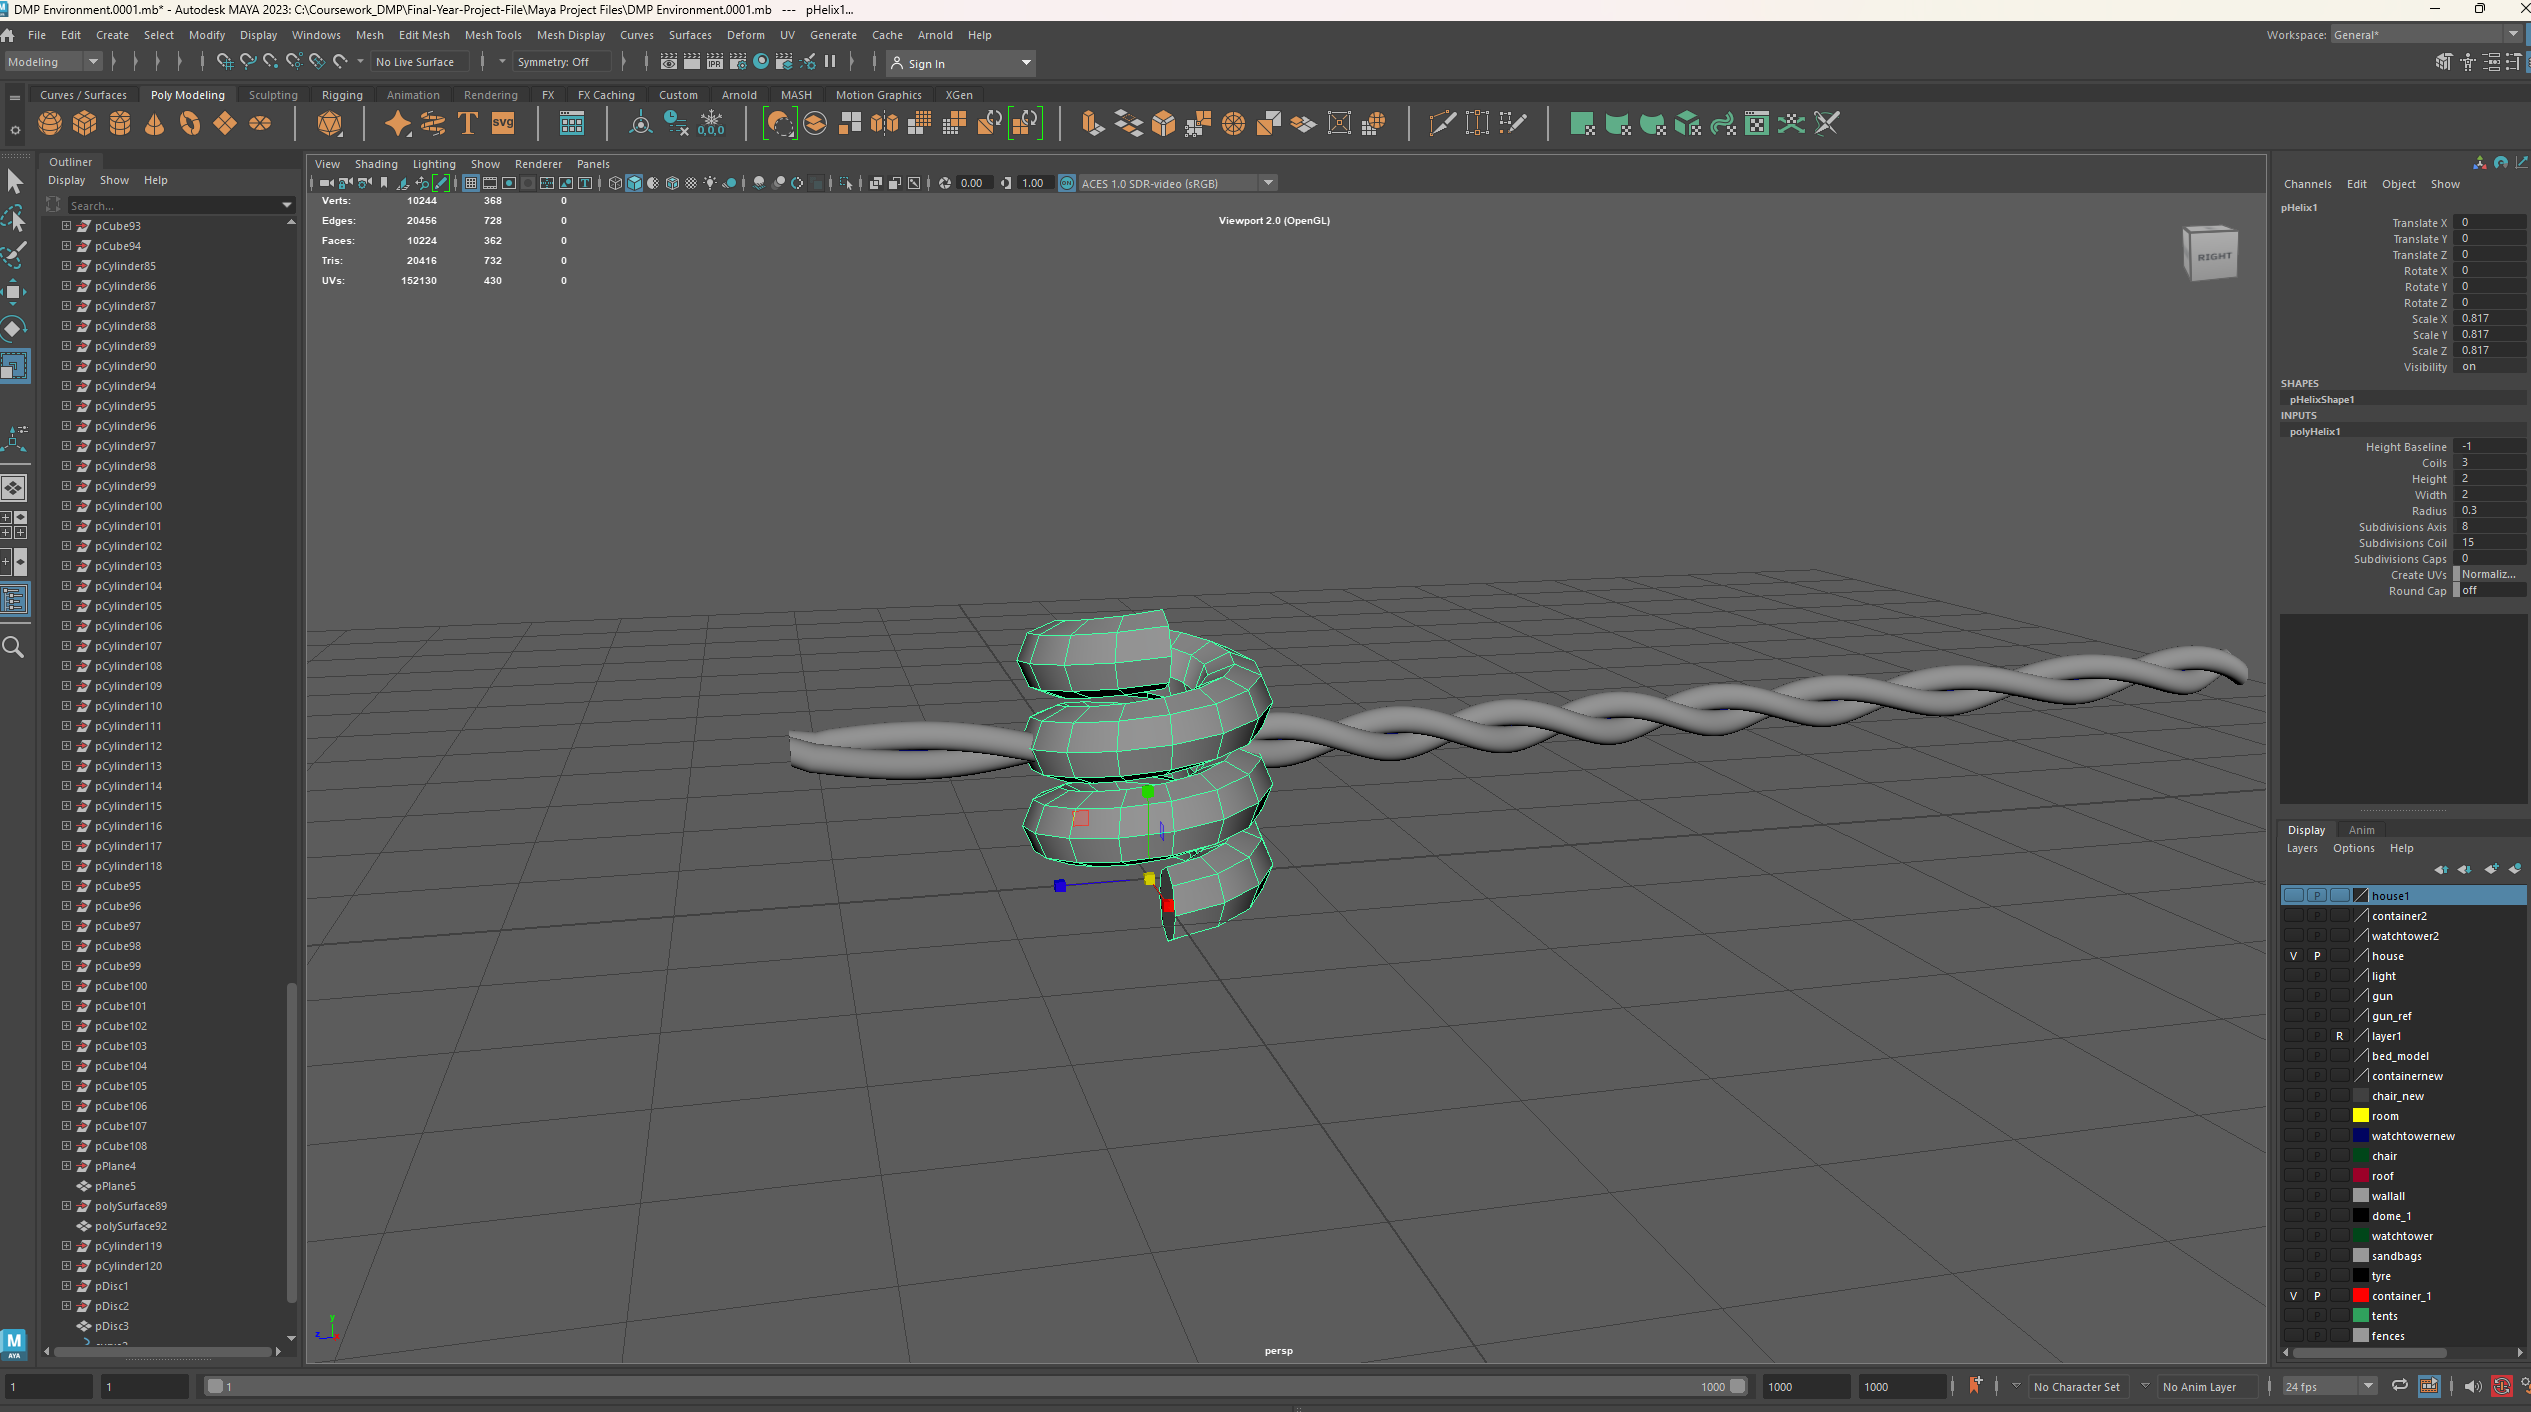 DMP Environment.0001.mb* - Autodesk MAYA 2023: C:\Coursework_DMP\Final-Year-Project-File\Maya Project Files\DMP Environment.0001.mb --- pHelix1...
File Edit Create Select Modify Display Windows Mesh Edit Mesh Mesh Tools Mesh Display Curves Surfaces Deform UV Generate Cache Arnold Help
Workspace: General*
Modeling No Live Surface Symmetry: Off Sign In
Curves / Surfaces Poly Modeling Sculpting Rigging Animation Rendering FX FX Caching Custom Arnold MASH Motion Graphics XGen
Outliner
Display Show Help
Search...
pCube93
pCube94
pCylinder85
pCylinder86
pCylinder87
pCylinder88
pCylinder89
pCylinder90
pCylinder94
pCylinder95
pCylinder96
pCylinder97
pCylinder98
pCylinder99
pCylinder100
pCylinder101
pCylinder102
pCylinder103
pCylinder104
pCylinder105
pCylinder106
pCylinder107
pCylinder108
pCylinder109
pCylinder110
pCylinder111
pCylinder112
pCylinder113
pCylinder114
pCylinder115
pCylinder116
pCylinder117
pCylinder118
pCube95
pCube96
pCube97
pCube98
pCube99
pCube100
pCube101
pCube102
pCube103
pCube104
pCube105
pCube106
pCube107
pCube108
pPlane4
pPlane5
polySurface89
polySurface92
pCylinder119
pCylinder120
pDisc1
pDisc2
pDisc3
View Shading Lighting Show Renderer Panels
0.00 1.00 ACES 1.0 SDR-video (sRGB)
Verts: 10244 368 0
Edges: 20456 728 0
Faces: 10224 362 0
Tris: 20416 732 0
UVs: 152130 430 0
Viewport 2.0 (OpenGL)
RIGHT
persp
Channels Edit Object Show
pHelix1
Translate X 0
Translate Y 0
Translate Z 0
Rotate X 0
Rotate Y 0
Rotate Z 0
Scale X 0.817
Scale Y 0.817
Scale Z 0.817
Visibility on
SHAPES
pHelixShape1
INPUTS
polyHelix1
Height Baseline -1
Coils 3
Height 2
Width 2
Radius 0.3
Subdivisions Axis 8
Subdivisions Coil 15
Subdivisions Caps 0
Create UVs Normaliz...
Round Cap off
Display Anim
Layers Options Help
P house1
P container2
P watchtower2
V P house
P light
P gun
P gun_ref
P R layer1
P bed_model
P containernew
P chair_new
P room
P watchtowernew
P chair
P roof
P wallall
P dome_1
P watchtower
P sandbags
P tyre
V P container_1
P tents
P fences
1 1 1 1000 1000 1000 No Character Set No Anim Layer 24 fps